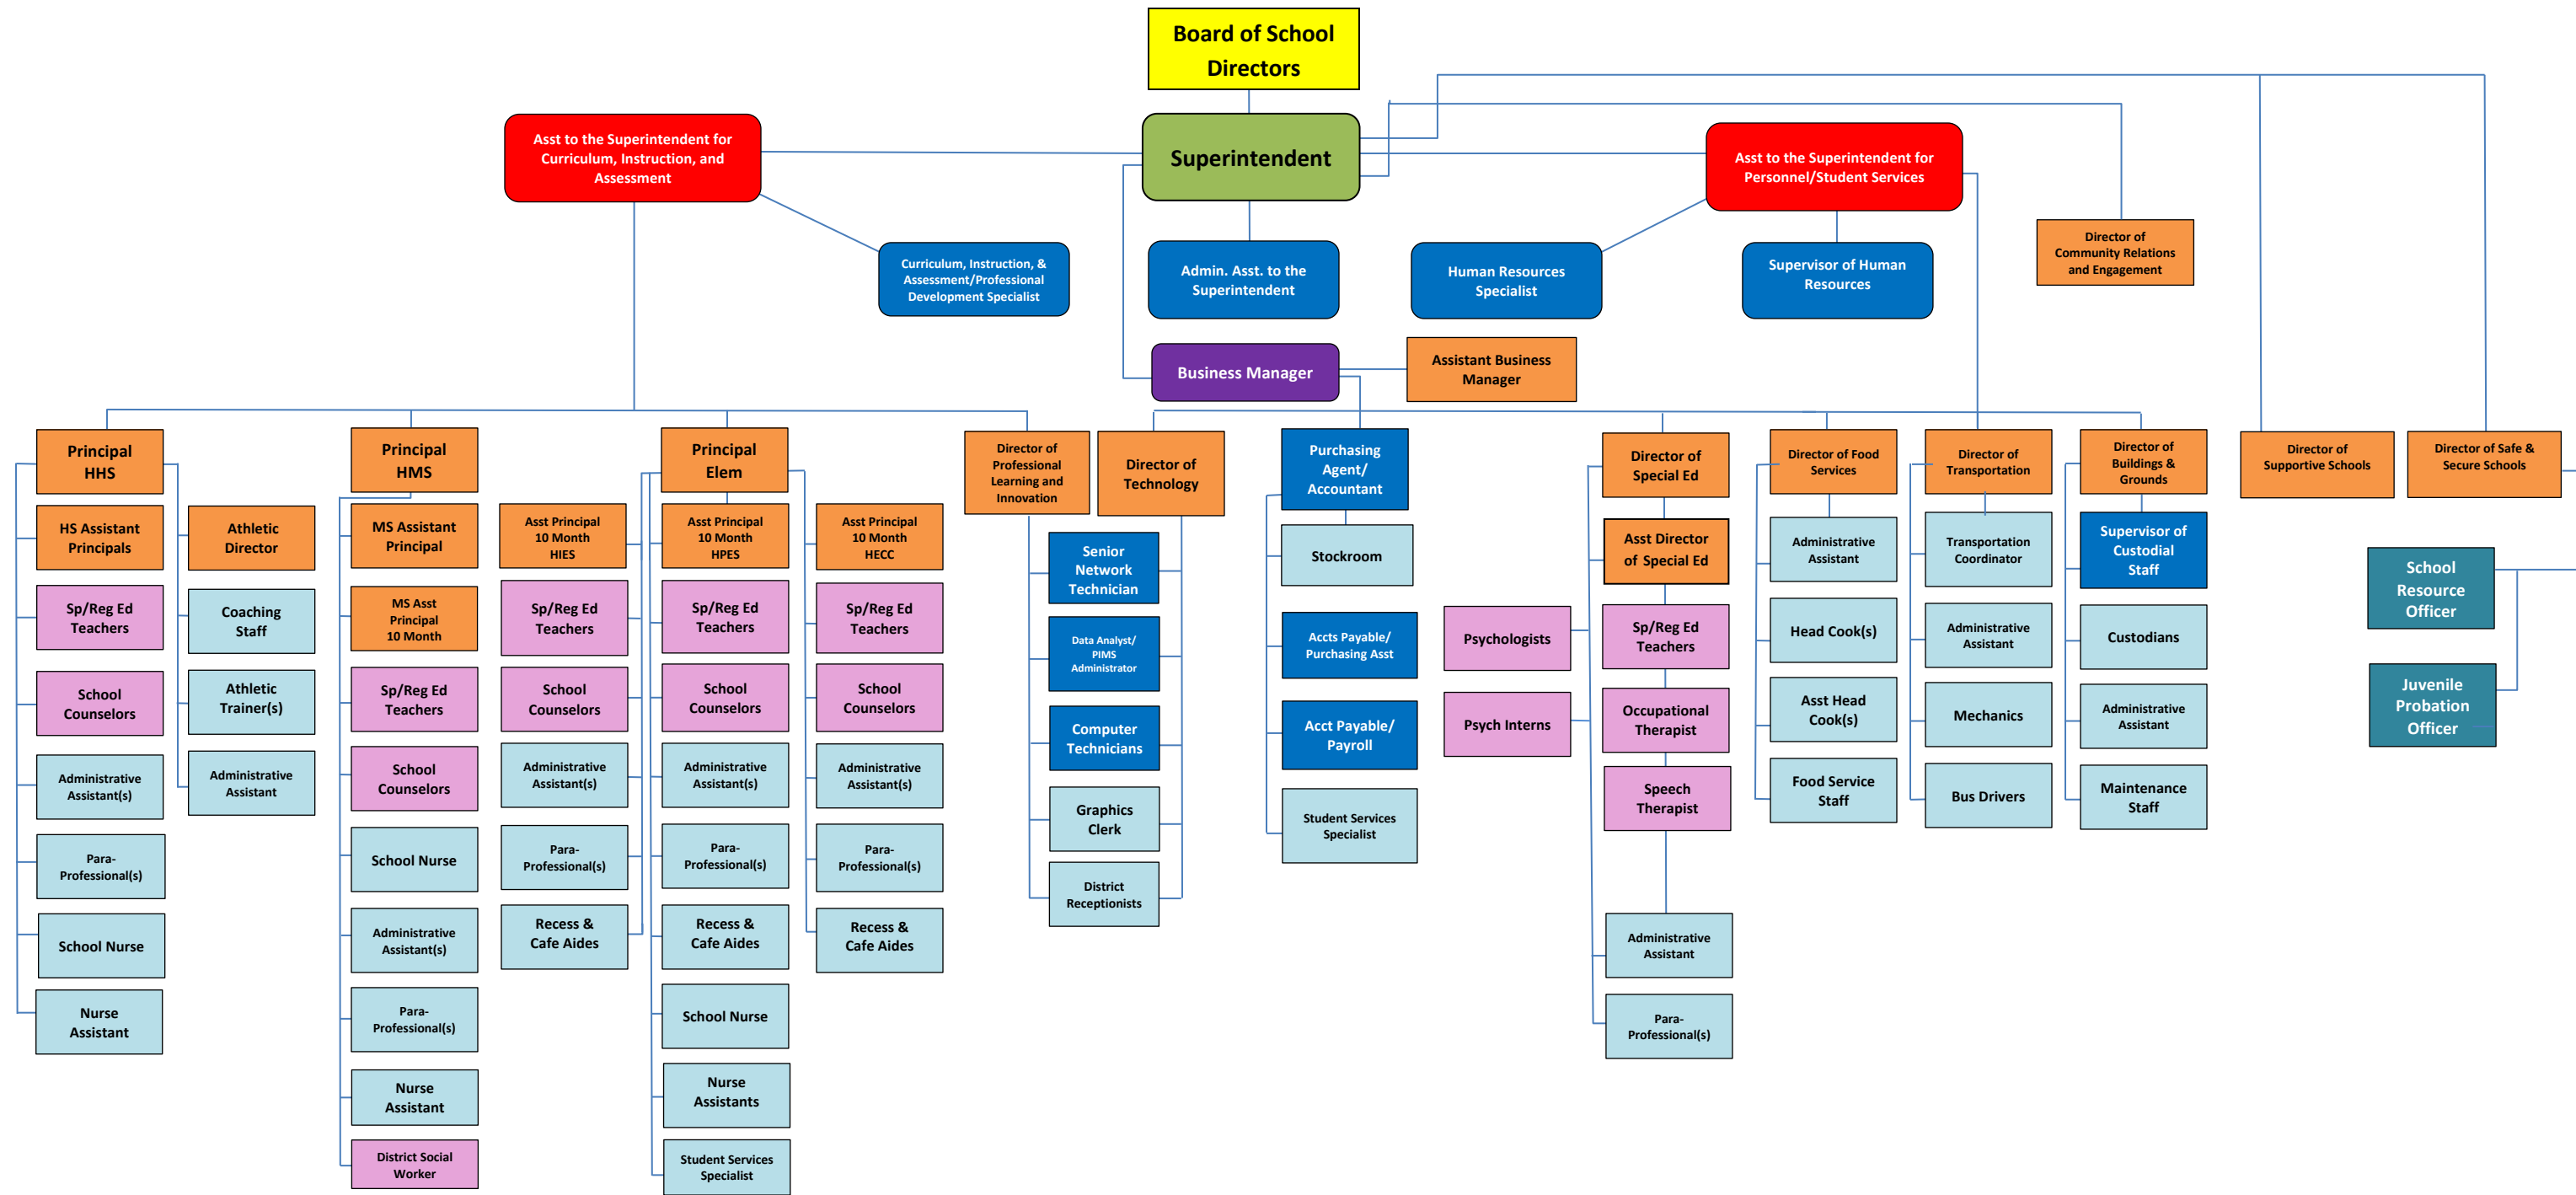 Board of School
Directors
Asst to the Superintendent for
Curriculum, Instruction, and
Assessment
Superintendent
Asst to the Superintendent for
Personnel/Student Services
Director of
Community Relations
and Engagement
Curriculum, Instruction, &
Assessment/Professional
Development Specialist
Admin. Asst. to the
Superintendent
Human Resources
Specialist
Supervisor of Human
Resources
Business Manager
Assistant Business
Manager
Principal
HHS
Principal
HMS
Principal
Elem
Director of
Professional
Learning and
Innovation
Director of
Technology
Purchasing
Agent/
Accountant
Director of
Special Ed
Director of Food
Services
Director of
Transportation
Director of
Buildings &
Grounds
Director of
Supportive Schools
Director of Safe &
Secure Schools
HS Assistant
Principals
Sp/Reg Ed
Teachers
School
Counselors
Administrative
Assistant(s)
Para-
Professional(s)
School Nurse
Nurse
Assistant
Athletic
Director
Coaching
Staff
Athletic
Trainer(s)
Administrative
Assistant
MS Assistant
Principal
MS Asst
Principal
10 Month
Sp/Reg Ed
Teachers
School
Counselors
School Nurse
Administrative
Assistant(s)
Para-
Professional(s)
Nurse
Assistant
District Social
Worker
Asst Principal
10 Month
HIES
Sp/Reg Ed
Teachers
School
Counselors
Administrative
Assistant(s)
Para-
Professional(s)
Recess &
Cafe Aides
Asst Principal
10 Month
HPES
Sp/Reg Ed
Teachers
School
Counselors
Administrative
Assistant(s)
Para-
Professional(s)
Recess &
Cafe Aides
School Nurse
Nurse
Assistants
Student Services
Specialist
Asst Principal
10 Month
HECC
Sp/Reg Ed
Teachers
School
Counselors
Administrative
Assistant(s)
Para-
Professional(s)
Recess &
Cafe Aides
Senior
Network
Technician
Data Analyst/
PIMS
Administrator
Computer
Technicians
Graphics
Clerk
District
Receptionists
Stockroom
Accts Payable/
Purchasing Asst
Acct Payable/
Payroll
Student Services
Specialist
Psychologists
Psych Interns
Asst Director
of Special Ed
Sp/Reg Ed
Teachers
Occupational
Therapist
Speech
Therapist
Administrative
Assistant
Para-
Professional(s)
Administrative
Assistant
Head Cook(s)
Asst Head
Cook(s)
Food Service
Staff
Transportation
Coordinator
Administrative
Assistant
Mechanics
Bus Drivers
Supervisor of
Custodial
Staff
Custodians
Administrative
Assistant
Maintenance
Staff
School
Resource
Officer
Juvenile
Probation
Officer